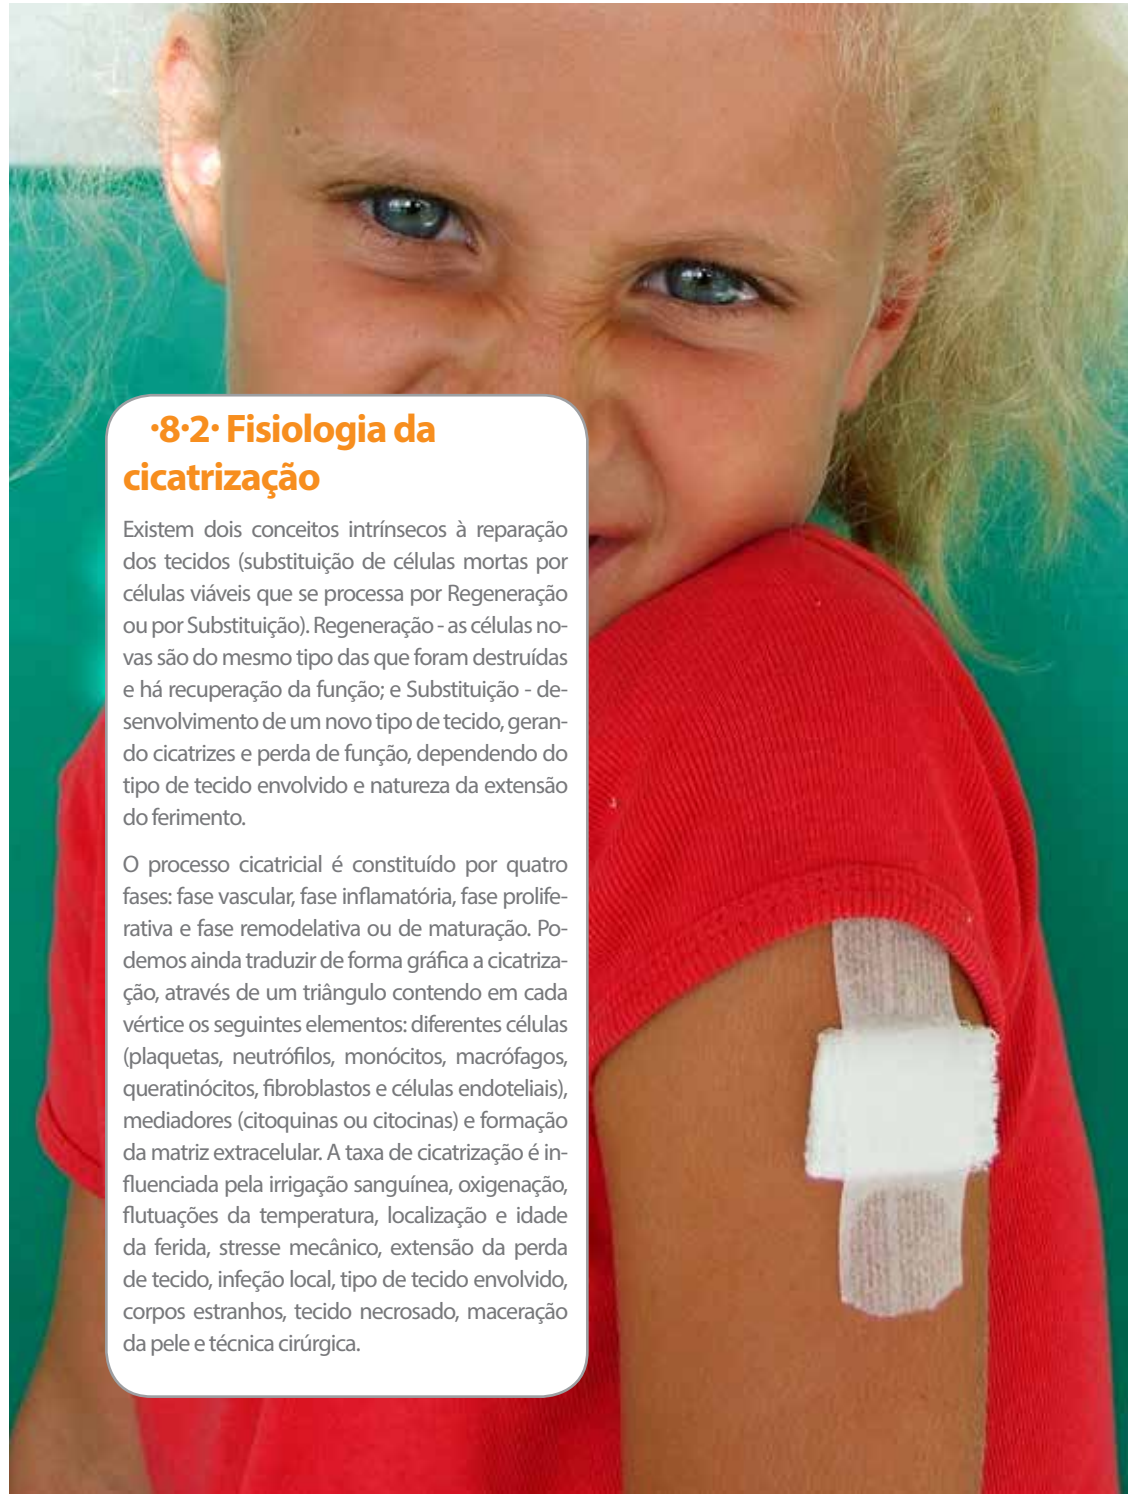 ·8·2· Fisiologia da
cicatrização
Existem dois conceitos intrínsecos à reparação
dos tecidos (substituição de células mortas por
células viáveis que se processa por Regeneração
ou por Substituição). Regeneração - as células no-
vas são do mesmo tipo das que foram destruídas
e há recuperação da função; e Substituição - de-
senvolvimento de um novo tipo de tecido, geran-
do cicatrizes e perda de função, dependendo do
tipo de tecido envolvido e natureza da extensão
do ferimento.
O processo cicatricial é constituído por quatro
fases: fase vascular, fase inflamatória, fase prolife-
rativa e fase remodelativa ou de maturação. Po-
demos ainda traduzir de forma gráfica a cicatriza-
ção, através de um triângulo contendo em cada
vértice os seguintes elementos: diferentes células
(plaquetas, neutrófilos, monócitos, macrófagos,
queratinócitos, fibroblastos e células endoteliais),
mediadores (citoquinas ou citocinas) e formação
da matriz extracelular. A taxa de cicatrização é in-
fluenciada pela irrigação sanguínea, oxigenação,
flutuações da temperatura, localização e idade
da ferida, stresse mecânico, extensão da perda
de tecido, infeção local, tipo de tecido envolvido,
corpos estranhos, tecido necrosado, maceração
da pele e técnica cirúrgica.